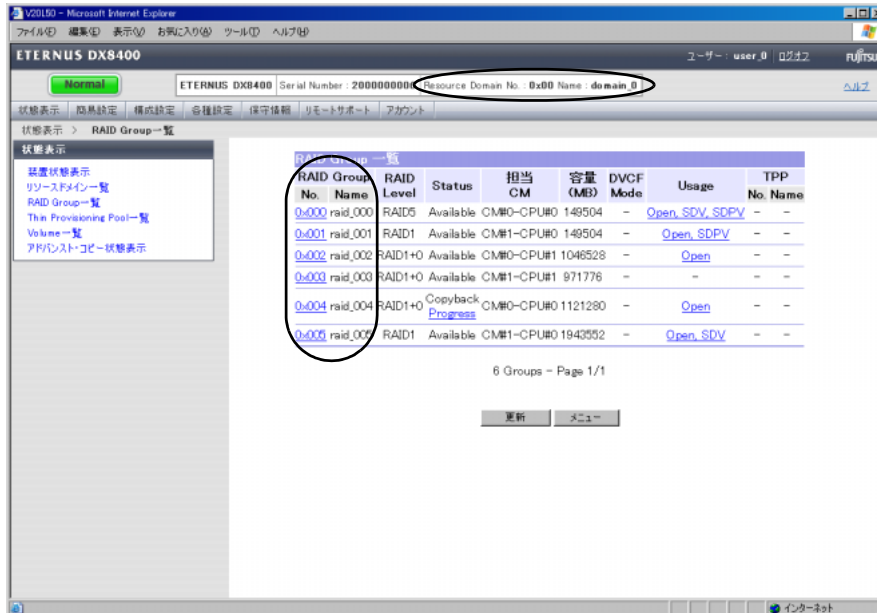 V20L50 - Microsoft Internet Explorer
ファイル(F) 編集(E) 表示(V) お気に入り(A) ツール(T) ヘルプ(H)
ETERNUS DX8400 ユーザー : user_0 ログオフ FUJITSU
Normal ETERNUS DX8400 Serial Number : 2000000000 Resource Domain No. : 0x00 Name : domain_0 ヘルプ
状態表示 簡易設定 構成設定 各種設定 保守情報 リモートサポート アカウント
状態表示 > RAID Group一覧
状態表示
装置状態表示
リソースドメイン一覧
RAID Group一覧
Thin Provisioning Pool一覧
Volume一覧
アドバンスト・コピー状態表示
RAID Group 一覧
RAID Group RAID Level Status 担当 CM 容量 (MB) DVCF Mode Usage TPP
No. Name No. Name
0x000 raid_000 RAID5 Available CM#0-CPU#0 149504 - Open, SDV, SDPV - -
0x001 raid_001 RAID1 Available CM#1-CPU#0 149504 - Open, SDPV - -
0x002 raid_002 RAID1+0 Available CM#0-CPU#1 1046528 - Open - -
0x003 raid_003 RAID1+0 Available CM#1-CPU#1 971776 - - - -
0x004 raid_004 RAID1+0 Copyback Progress CM#0-CPU#0 1121280 - Open - -
0x005 raid_005 RAID1 Available CM#1-CPU#0 1943552 - Open, SDV - -
6 Groups - Page 1/1
更新 メニュー
インターネット